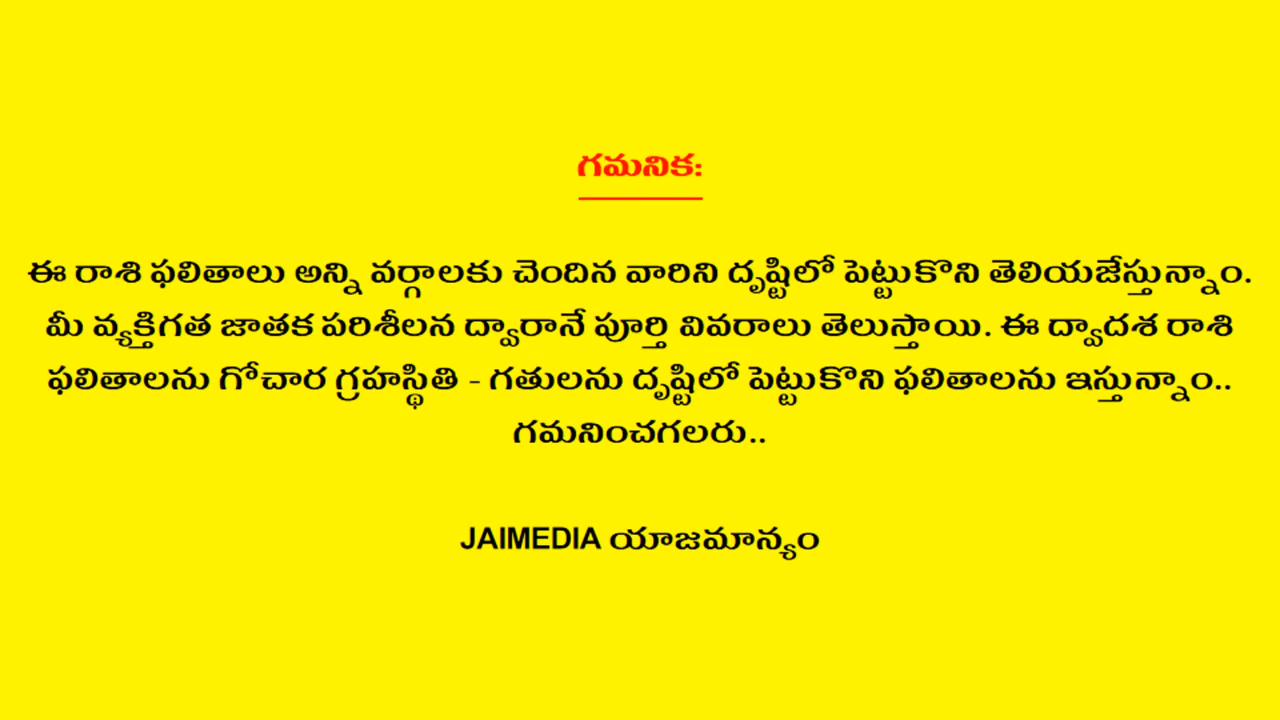 గమనిక:
ఈ రాశి ఫలితాలు అన్ని వర్గాలకు చెందిన వారిని దృష్టిలో పెట్టుకొని తెలియజేస్తున్నాం.
మీ వ్యక్తిగత జాతక పరిశీలన ద్వారానే పూర్తి వివరాలు తెలుస్తాయి. ఈ ద్వాదశ రాశి
ఫలితాలను గోచార గ్రహస్థితి - గతులను దృష్టిలో పెట్టుకొని ఫలితాలను ఇస్తున్నాం..
గమనించగలరు..
JAIMEDIA యాజమాన్యం